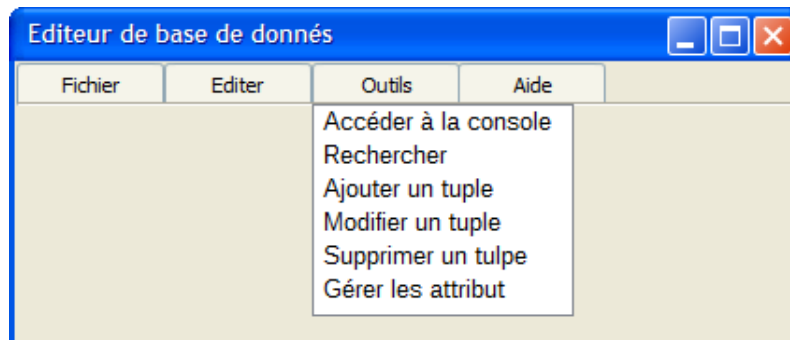 Editeur de base de donnés
Fichier Editer Outils Aide
Accéder à la console
Rechercher
Ajouter un tuple
Modifier un tuple
Supprimer un tulpe
Gérer les attribut